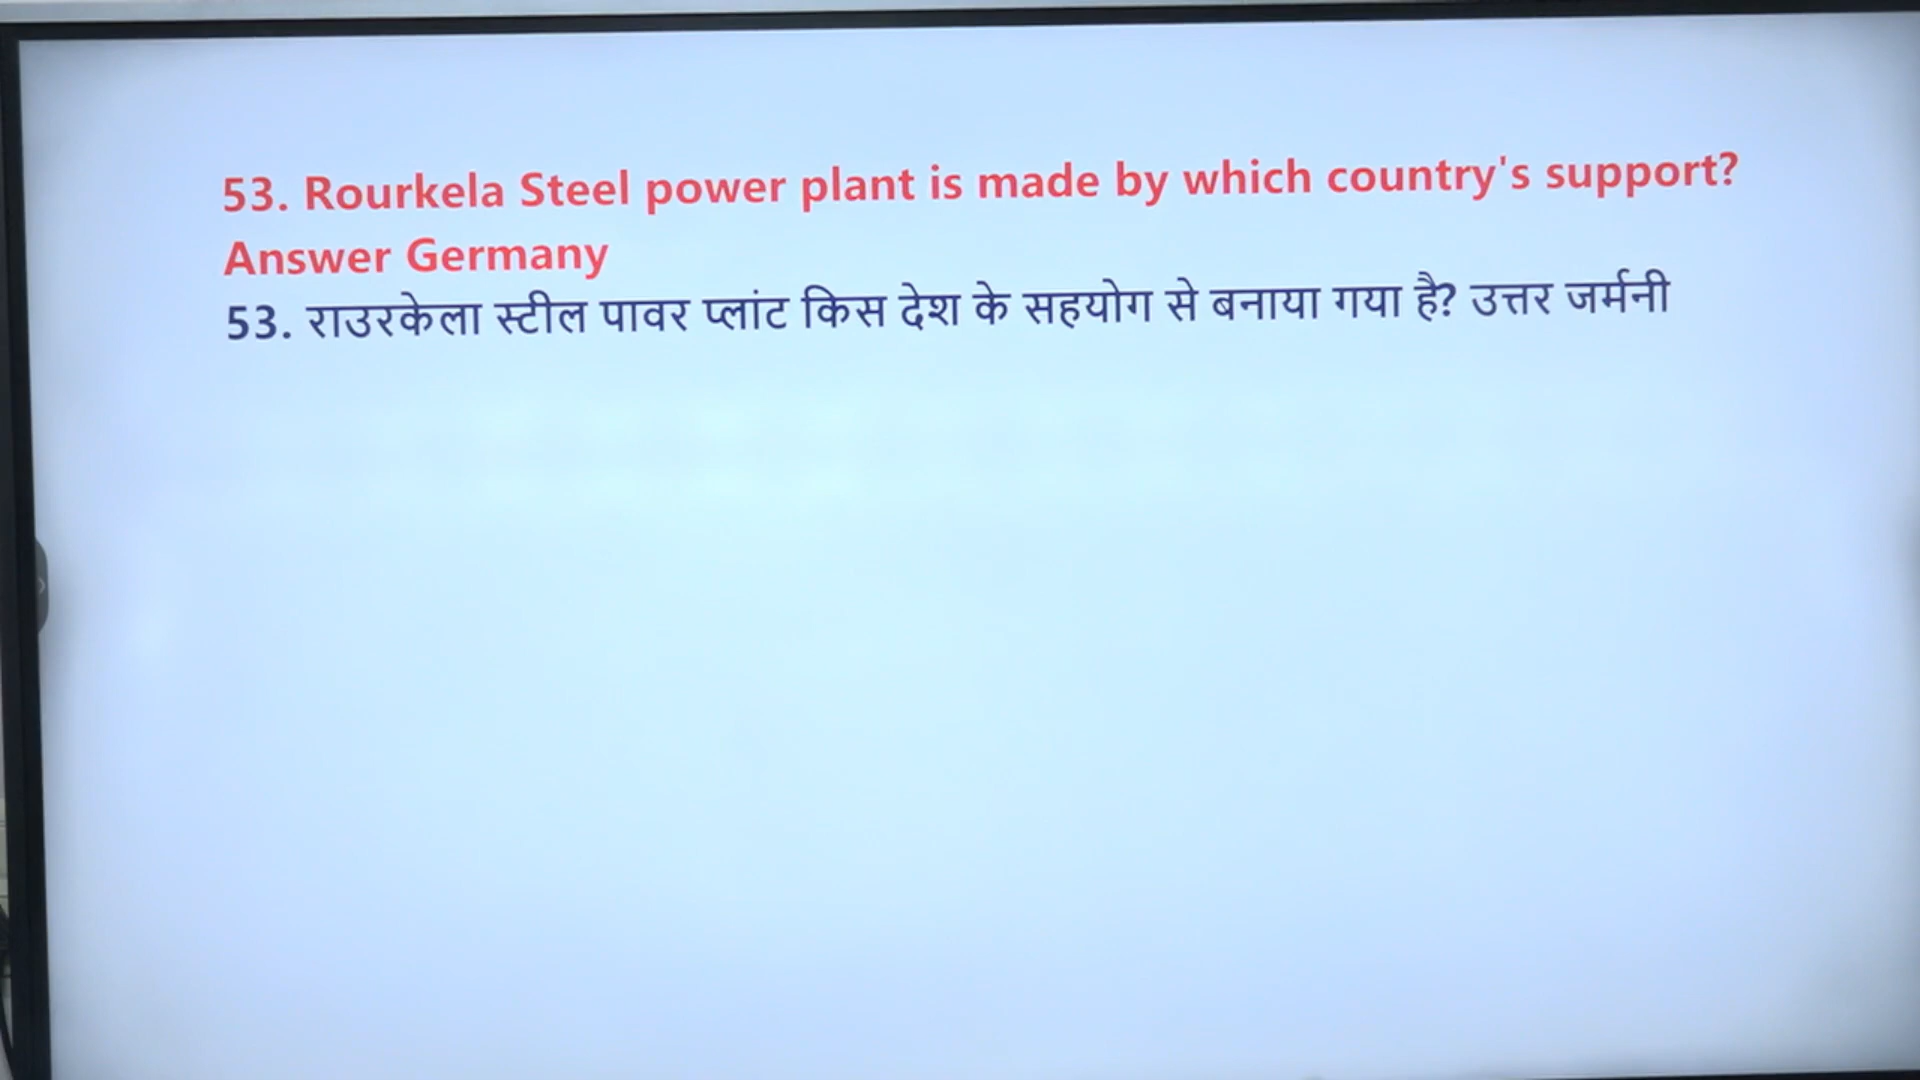 53. Rourkela Steel power plant is made by which country's support?
Answer Germany
53. राउरकेला स्टील पावर प्लांट किस देश के सहयोग से बनाया गया है? उत्तर जर्मनी